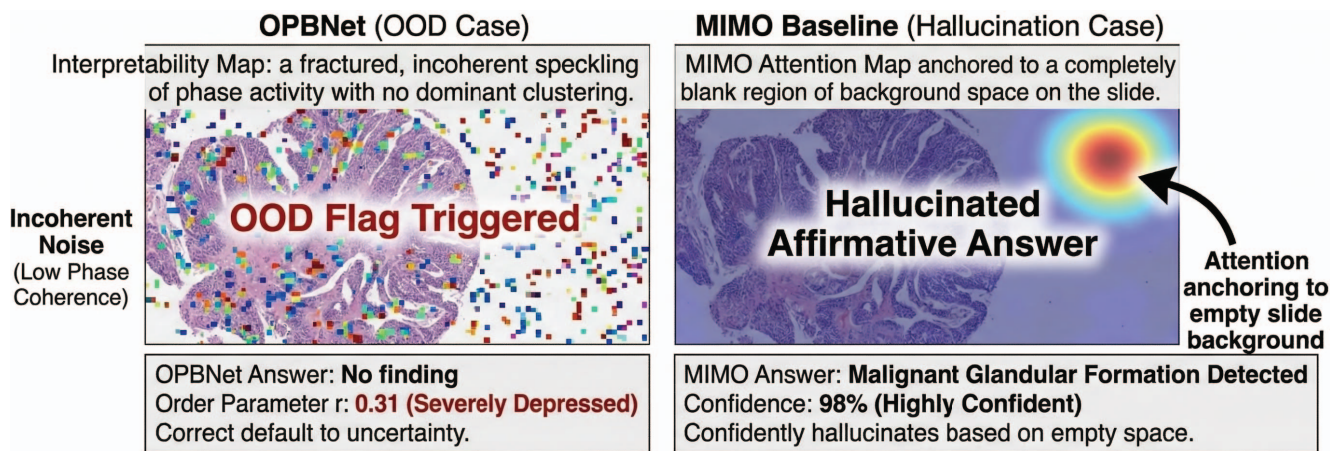 OPBNet (OOD Case)
Interpretability Map: a fractured, incoherent speckling
of phase activity with no dominant clustering.
Incoherent
Noise
(Low Phase
Coherence)
OOD Flag Triggered
OPBNet Answer: No finding
Order Parameter r: 0.31 (Severely Depressed)
Correct default to uncertainty.
MIMO Baseline (Hallucination Case)
MIMO Attention Map anchored to a completely
blank region of background space on the slide.
Hallucinated
Affirmative Answer
Attention
anchoring to
empty slide
background
MIMO Answer: Malignant Glandular Formation Detected
Confidence: 98% (Highly Confident)
Confidently hallucinates based on empty space.